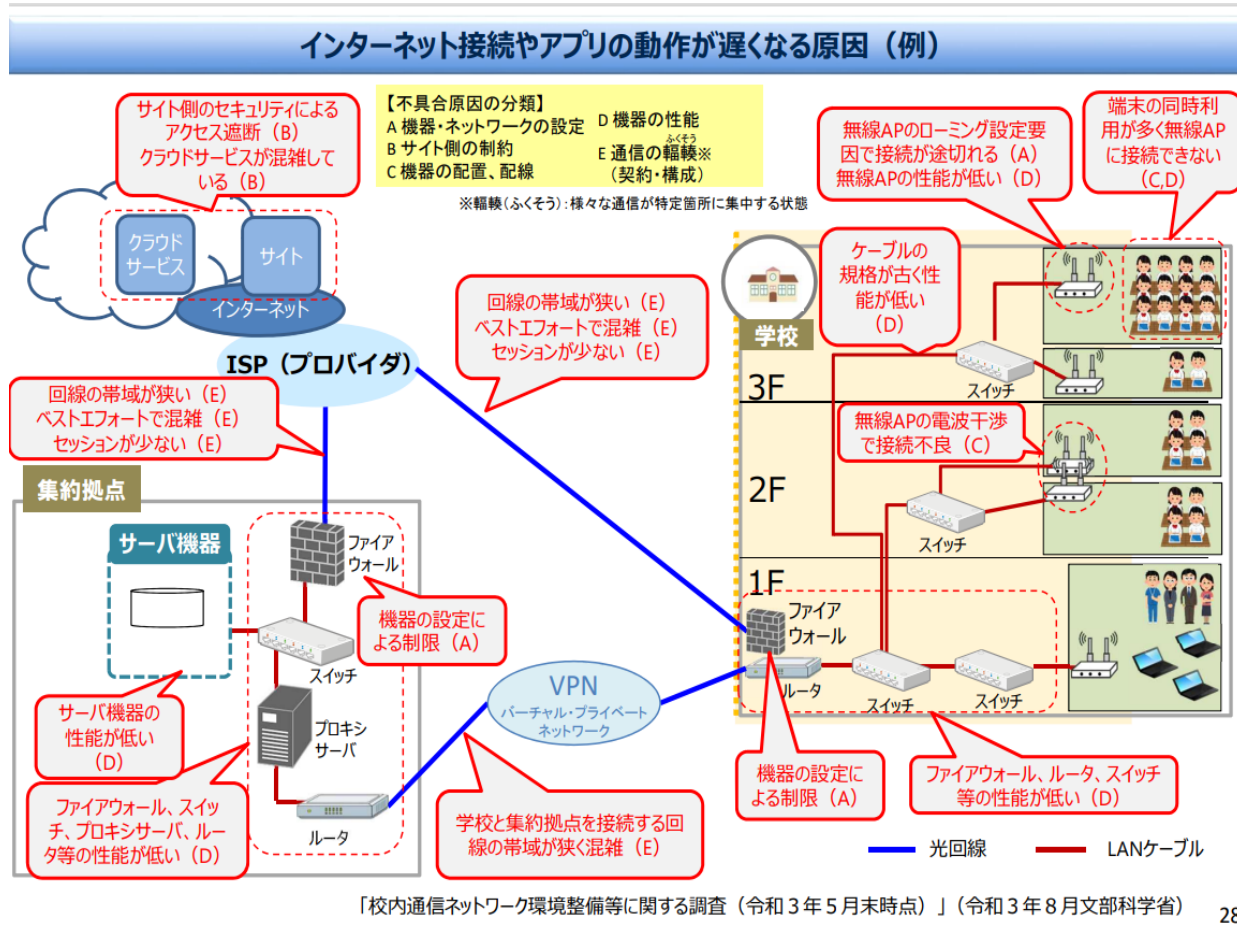 インターネット接続やアプリの動作が遅くなる原因（例）
サイト側のセキュリティによる
アクセス遮断（B）
クラウドサービスが混雑して
いる（B）
【不具合原因の分類】
A 機器・ネットワークの設定
B サイト側の制約
C 機器の配置、配線
D 機器の性能
ふくそう
E 通信の輻輳※
（契約・構成）
※輻輳（ふくそう）：様々な通信が特定箇所に集中する状態
無線APのローミング設定要
因で接続が途切れる（A）
無線APの性能が低い（D）
端末の同時利
用が多く無線AP
に接続できない
（C,D）
クラウド
サービス
サイト
インターネット
ISP（プロバイダ）
回線の帯域が狭い（E）
ベストエフォートで混雑（E）
セッションが少ない（E）
回線の帯域が狭い（E）
ベストエフォートで混雑（E）
セッションが少ない（E）
ケーブルの
規格が古く性
能が低い
（D）
学校
3F
スイッチ
無線APの電波干渉
で接続不良（C）
2F
スイッチ
1F
ファイア
ウォール
ルータ
スイッチ
スイッチ
集約拠点
サーバ機器
ファイア
ウォール
機器の設定に
よる制限（A）
スイッチ
サーバ機器の
性能が低い
（D）
プロキシ
サーバ
ファイアウォール、スイッ
チ、プロキシサーバ、ルー
タ等の性能が低い（D）
ルータ
VPN
バーチャル・プライベート
ネットワーク
学校と集約拠点を接続する回
線の帯域が狭く混雑（E）
機器の設定に
よる制限（A）
ファイアウォール、ルータ、スイッチ
等の性能が低い（D）
光回線
LANケーブル
「校内通信ネットワーク環境整備等に関する調査（令和３年５月末時点）」（令和３年８月文部科学省）
28